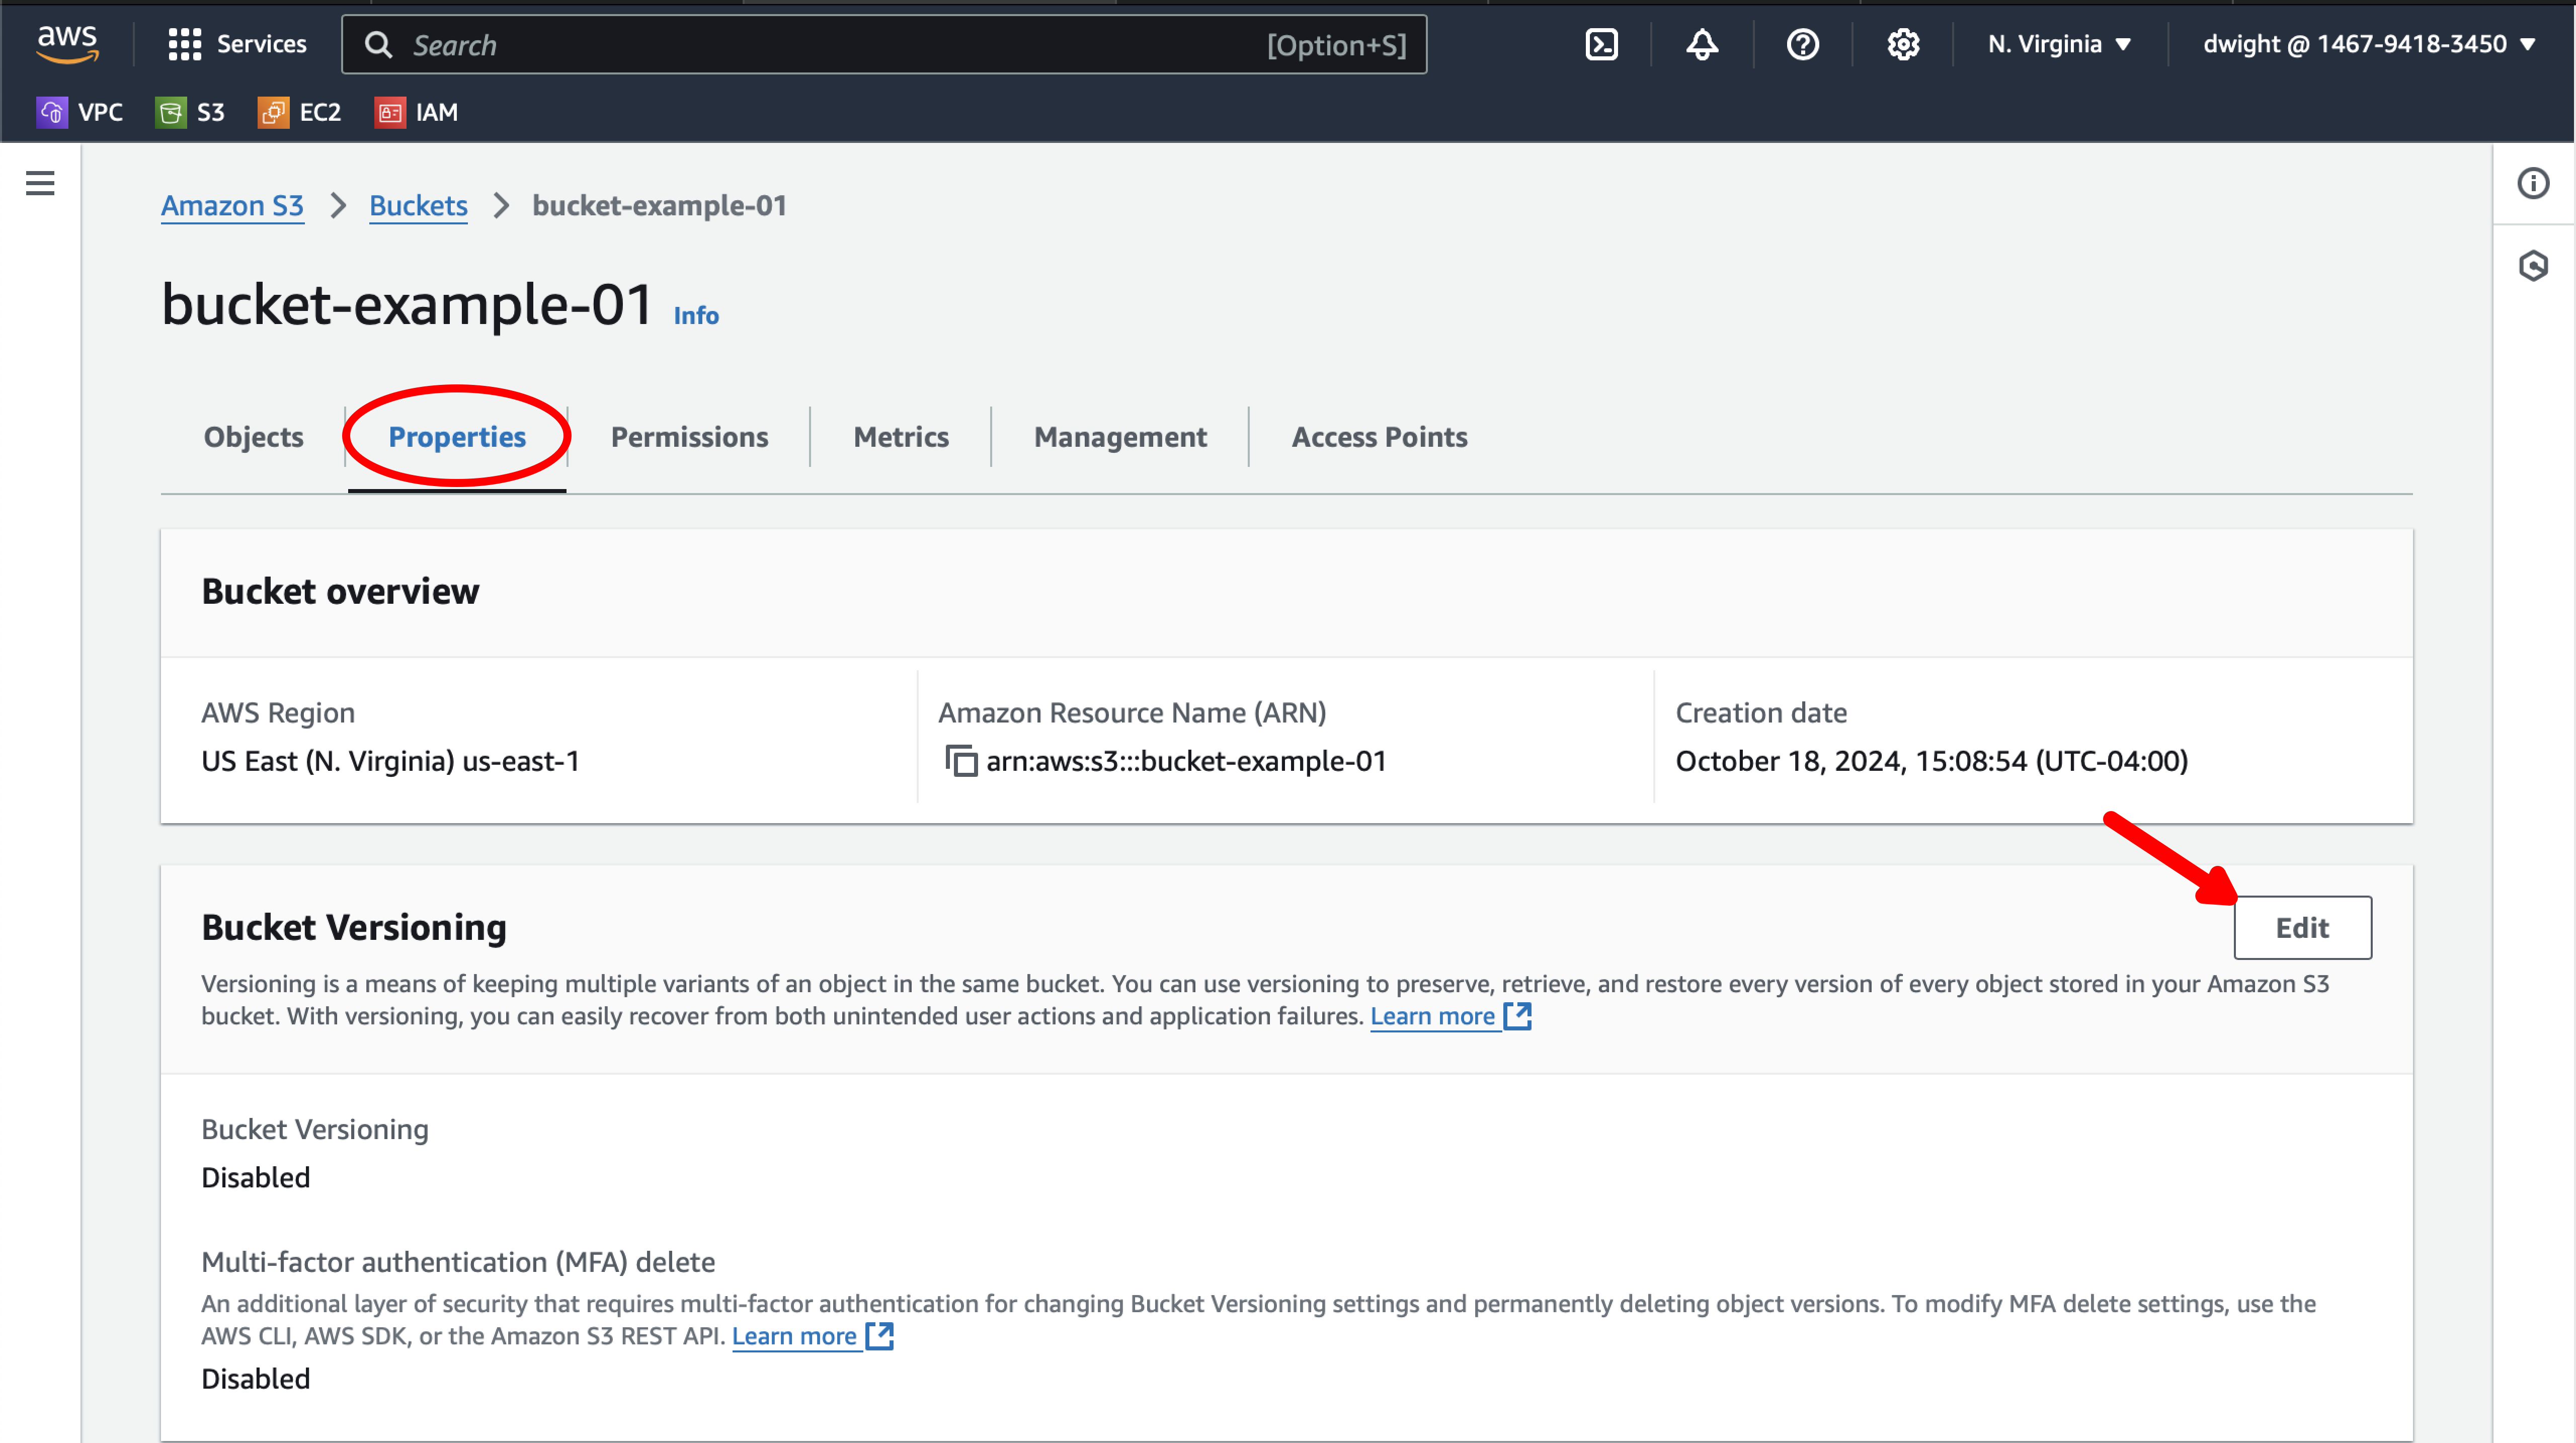 aws
Services
Search
[Option+S]
N. Virginia
dwight @ 1467-9418-3450
VPC
S3
EC2
IAM
Amazon S3
Buckets
bucket-example-01
bucket-example-01
Info
Objects
Properties
Permissions
Metrics
Management
Access Points
Bucket overview
AWS Region
US East (N. Virginia) us-east-1
Amazon Resource Name (ARN)
arn:aws:s3:::bucket-example-01
Creation date
October 18, 2024, 15:08:54 (UTC-04:00)
Bucket Versioning
Edit
Versioning is a means of keeping multiple variants of an object in the same bucket. You can use versioning to preserve, retrieve, and restore every version of every object stored in your Amazon S3
bucket. With versioning, you can easily recover from both unintended user actions and application failures. Learn more
Bucket Versioning
Disabled
Multi-factor authentication (MFA) delete
An additional layer of security that requires multi-factor authentication for changing Bucket Versioning settings and permanently deleting object versions. To modify MFA delete settings, use the
AWS CLI, AWS SDK, or the Amazon S3 REST API. Learn more
Disabled